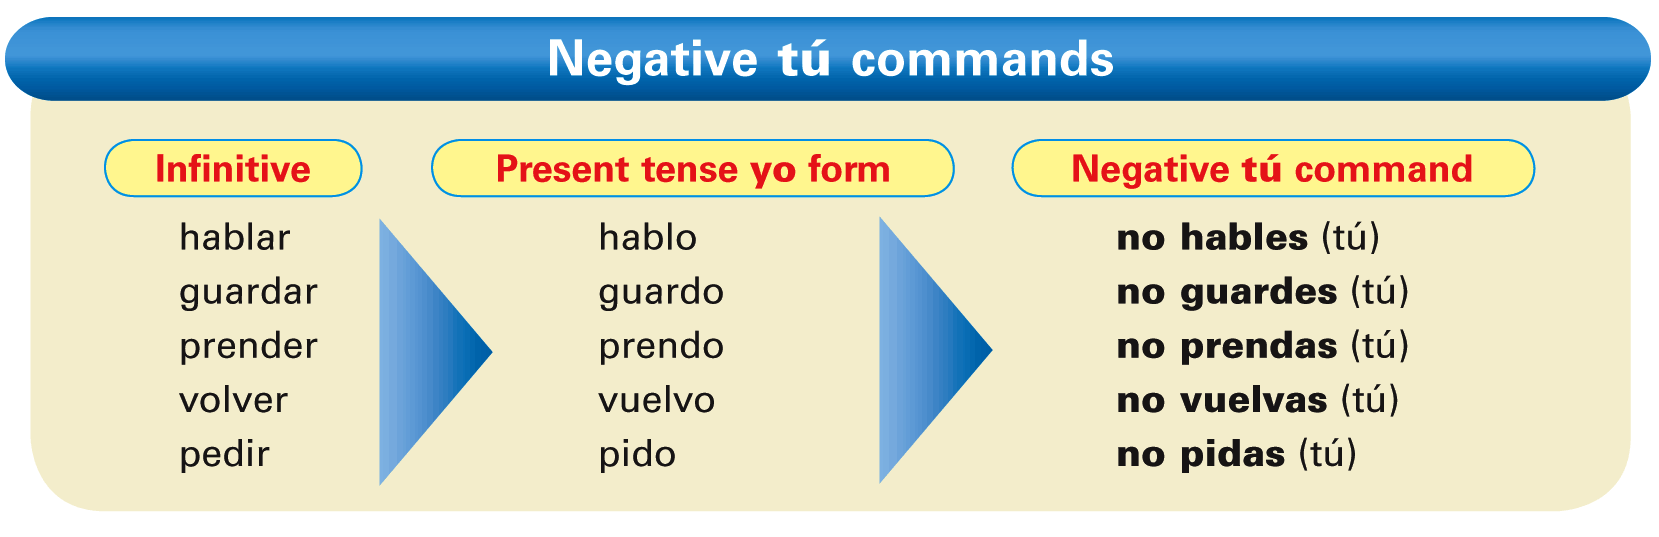 Negative tú commands
Infinitive Present tense yo form Negative tú command
hablar hablo no hables (tú)
guardar guardo no guardes (tú)
prender prendo no prendas (tú)
volver vuelvo no vuelvas (tú)
pedir pido no pidas (tú)